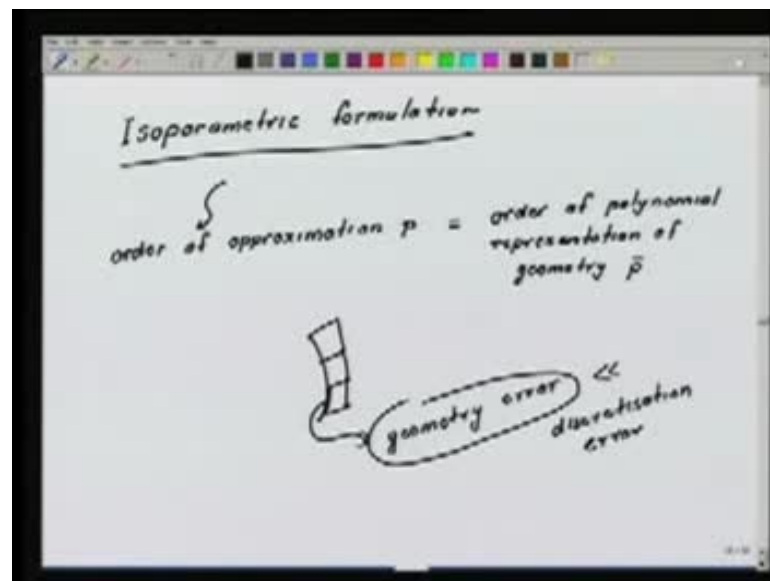 Isoparametric formulation
order of approximation p = order of polynomial
representation of
geometry p̄
geometry error <<
discretisation
error